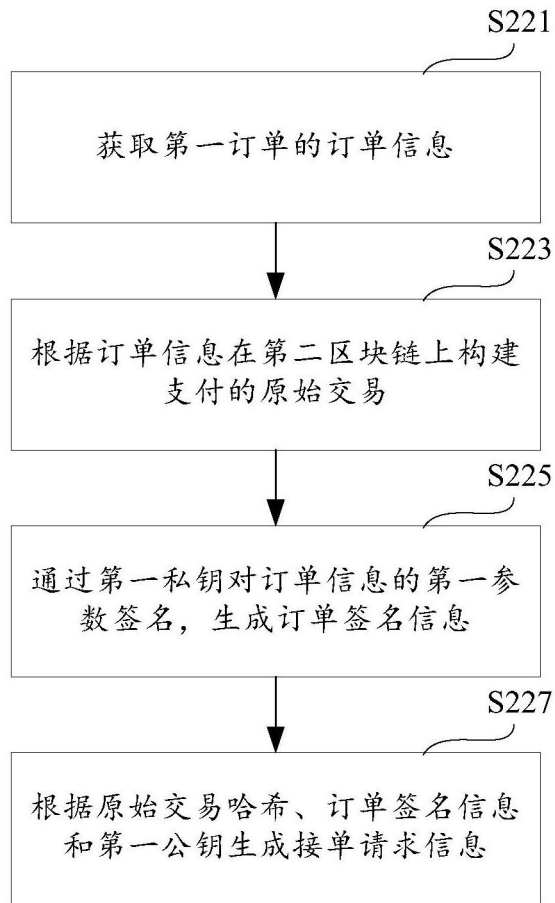 S221
获取第一订单的订单信息
S223
根据订单信息在第二区块链上构建
支付的原始交易
S225
通过第一私钥对订单信息的第一参
数签名，生成订单签名信息
S227
根据原始交易哈希、订单签名信息
和第一公钥生成接单请求信息